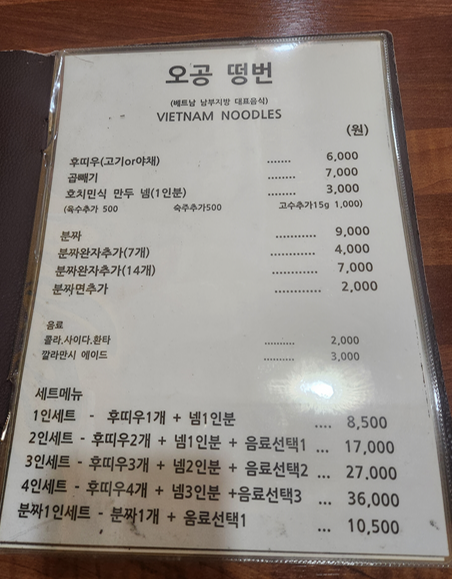 오공 떵번
(베트남 남부지방 대표음식)
VIETNAM NOODLES
(원)
후띠우(고기or야채) ....... 6,000
곱빼기 ........ 7,000
호치민식 만두 넴(1인분) ........ 3,000
(육수추가 500 숙주추가500 고수추가15g 1,000)
분짜 ............ 9,000
분짜완자추가(7개) ............ 4,000
분짜완자추가(14개) ............ 7,000
분짜면추가 ............. 2,000
음료
콜라.사이다.환타 .......... 2,000
깔라만시 에이드 .......... 3,000
세트메뉴
1인세트 - 후띠우1개 + 넴1인분 .... 8,500
2인세트 - 후띠우2개 + 넴1인분 + 음료선택1 ... 17,000
3인세트 - 후띠우3개 + 넴2인분 + 음료선택2 ... 27,000
4인세트 - 후띠우4개 + 넴3인분 +음료선택3 ... 36,000
분짜1인세트 - 분짜1개 + 음료선택1 ... 10,500